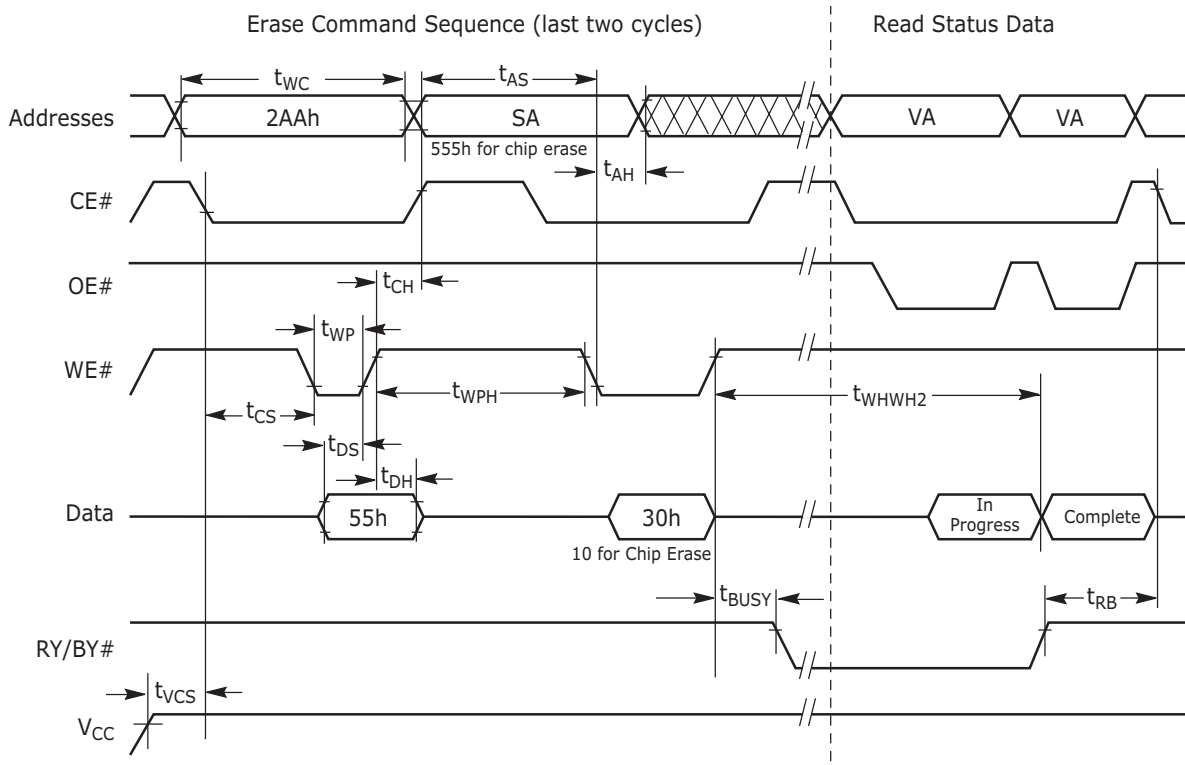 Erase Command Sequence (last two cycles)
Read Status Data
tWC
tAS
Addresses
2AAh
SA
VA
VA
555h for chip erase
tAH
CE#
OE#
tCH
tWP
WE#
tWPH
tWHWH2
tCS
tDS
tDH
Data
55h
30h
In
Progress
Complete
10 for Chip Erase
tBUSY
tRB
RY/BY#
tVCS
VCC